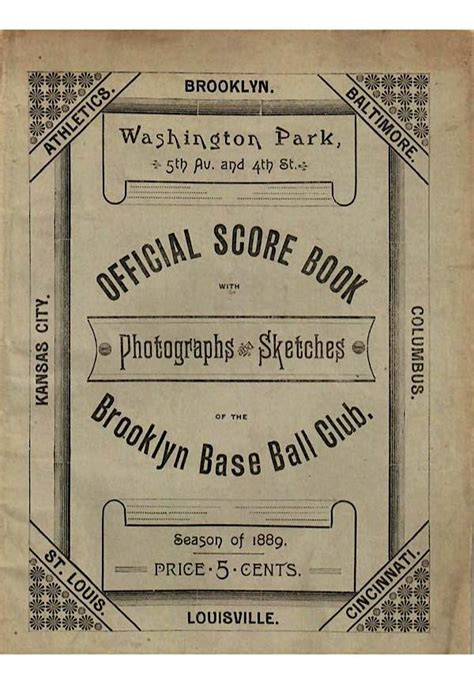 BROOKLYN.
ATHLETICS.
BALTIMORE.
Washington Park,
5th Av. and 4th St.
OFFICIAL SCORE BOOK
WITH
Photographs and Sketches
OF THE
Brooklyn Base Ball Club.
KANSAS CITY.
COLUMBUS.
Season of 1889.
PRICE · 5 · CENTS.
ST. LOUIS.
CINCINNATI.
LOUISVILLE.